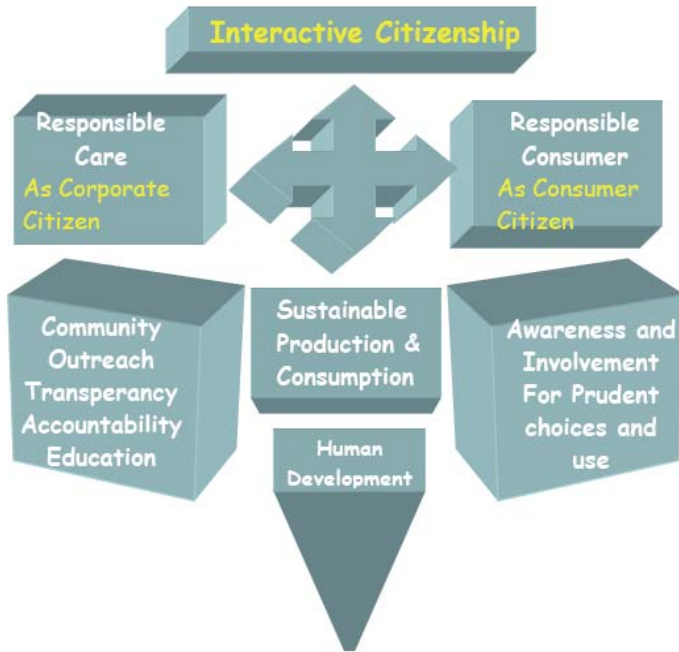 Interactive Citizenship
Responsible
Care
As Corporate
Citizen
Responsible
Consumer
As Consumer
Citizen
Community
Outreach
Transperancy
Accountability
Education
Sustainable
Production &
Consumption
Awareness and
Involvement
For Prudent
choices and
use
Human
Development